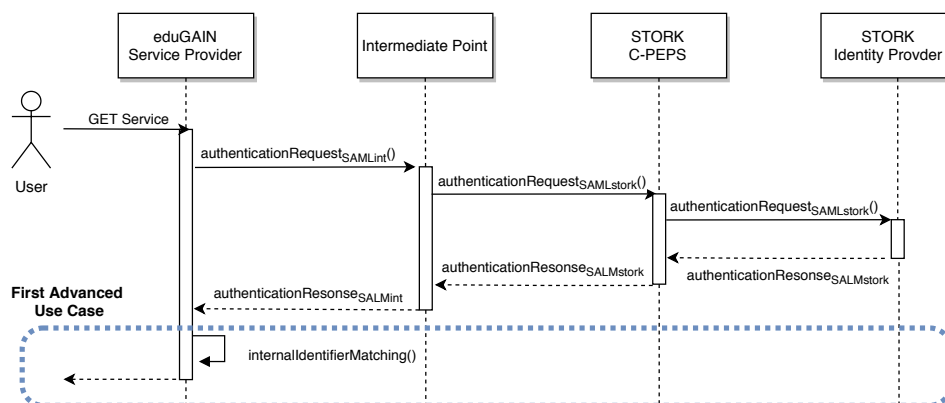 eduGAIN
Service Provider
Intermediate Point
STORK
C-PEPS
STORK
Identity Provder
GET Service
User
authenticationRequestSAMLint()
authenticationRequestSAMLstork()
authenticationRequestSAMLstork()
authenticationResonseSALMstork
authenticationResonseSALMstork
authenticationResonseSALMint
First Advanced
Use Case
internalIdentifierMatching()